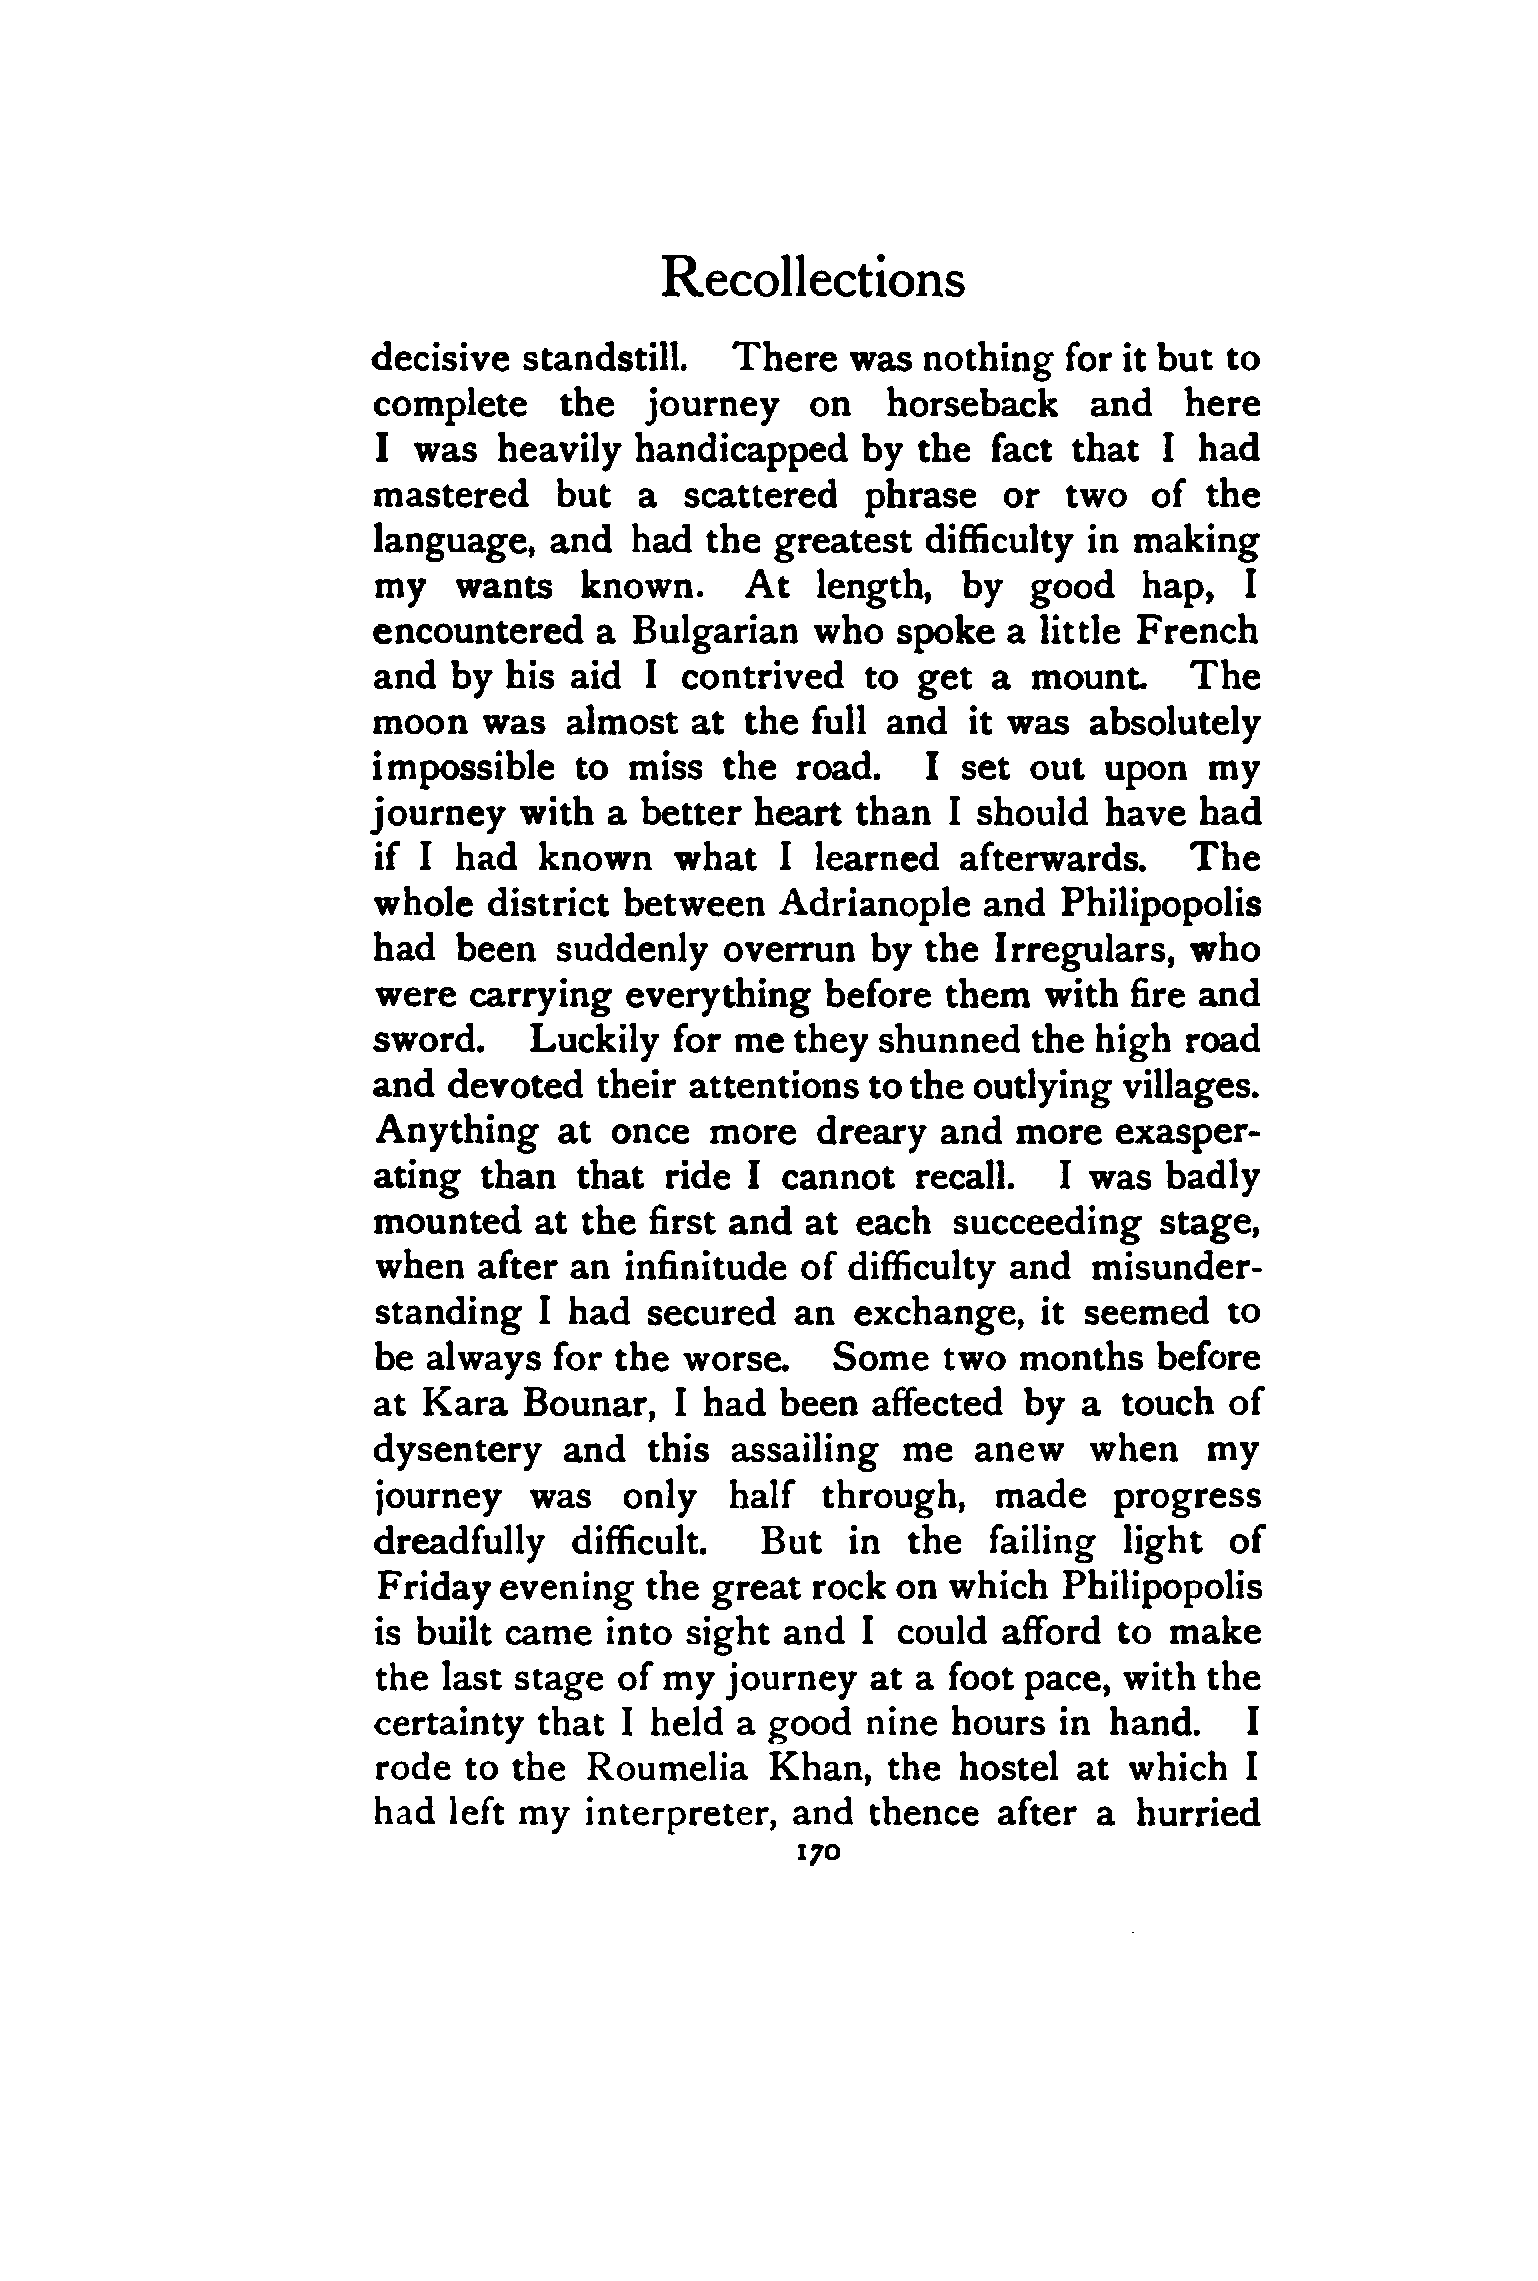 Recollections
decisive standstill. There was nothing for it but to
complete the journey on horseback and here
I was heavily handicapped by the fact that I had
mastered but a scattered phrase or two of the
language, and had the greatest difficulty in making
my wants known. At length, by good hap, I
encountered a Bulgarian who spoke a little French
and by his aid I contrived to get a mount. The
moon was almost at the full and it was absolutely
impossible to miss the road. I set out upon my
journey with a better heart than I should have had
if I had known what I learned afterwards. The
whole district between Adrianople and Philipopolis
had been suddenly overrun by the Irregulars, who
were carrying everything before them with fire and
sword. Luckily for me they shunned the high road
and devoted their attentions to the outlying villages.
Anything at once more dreary and more exasper-
ating than that ride I cannot recall. I was badly
mounted at the first and at each succeeding stage,
when after an infinitude of difficulty and misunder-
standing I had secured an exchange, it seemed to
be always for the worse. Some two months before
at Kara Bounar, I had been affected by a touch of
dysentery and this assailing me anew when my
journey was only half through, made progress
dreadfully difficult. But in the failing light of
Friday evening the great rock on which Philipopolis
is built came into sight and I could afford to make
the last stage of my journey at a foot pace, with the
certainty that I held a good nine hours in hand. I
rode to the Roumelia Khan, the hostel at which I
had left my interpreter, and thence after a hurried
170